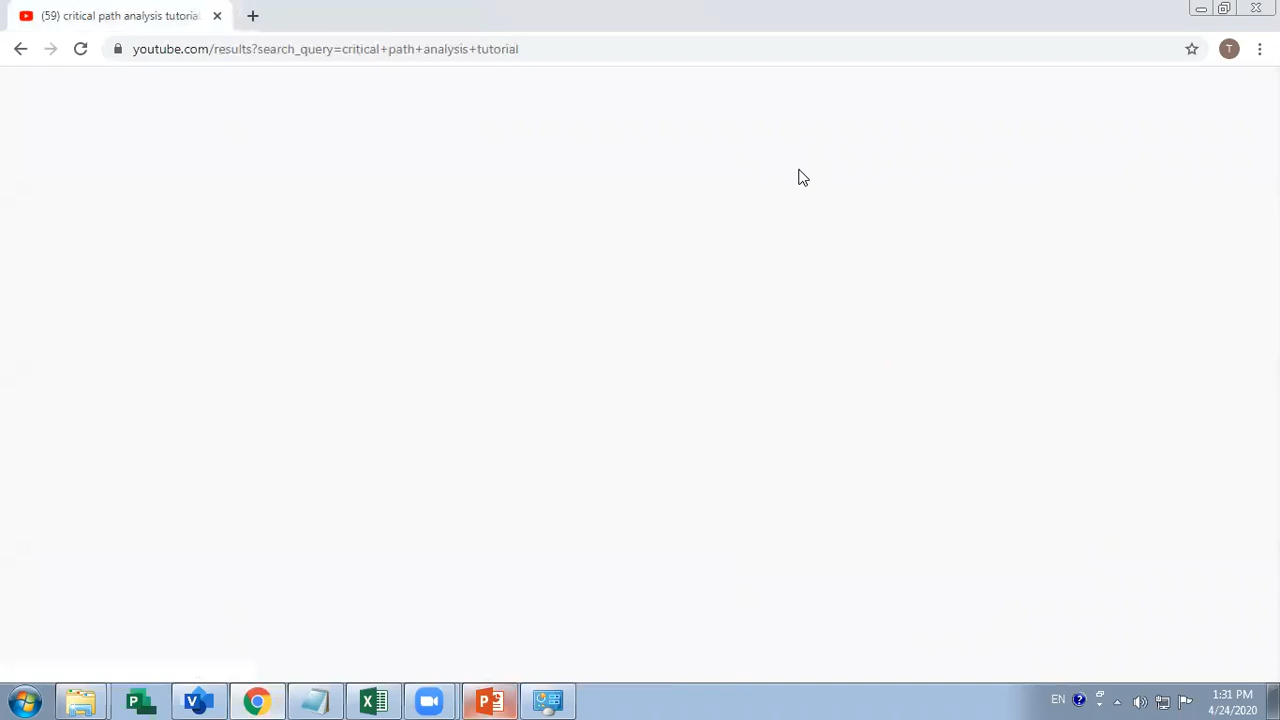 (59) critical path analysis tutorial
youtube.com/results?search_query=critical+path+analysis+tutorial
T
EN
1:31 PM
4/24/2020